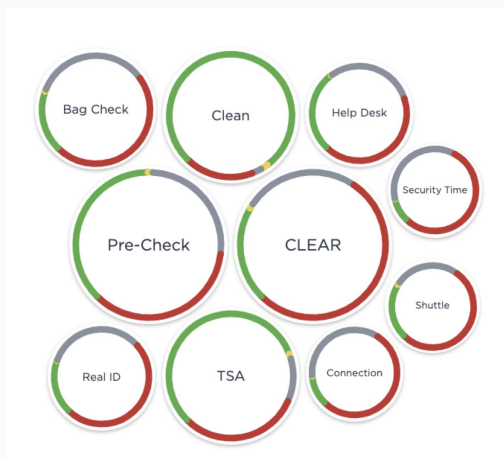 Bag Check
Clean
Help Desk
Security Time
Pre-Check
CLEAR
Shuttle
Real ID
TSA
Connection